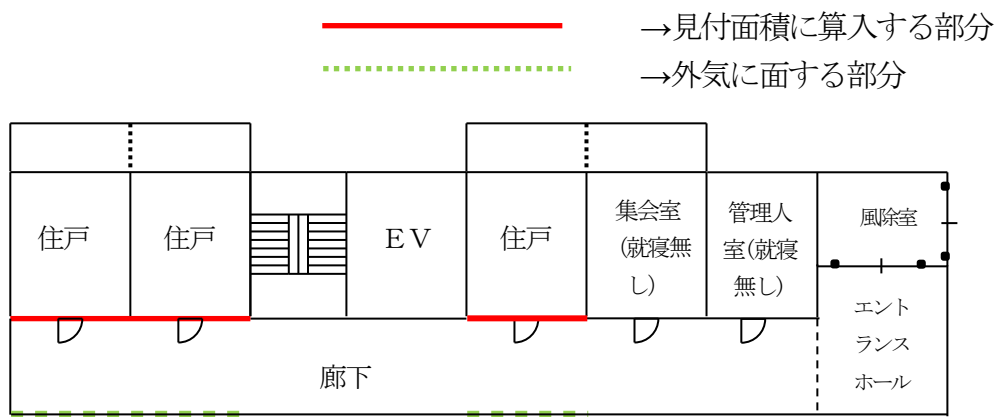 →見付面積に算入する部分
→外気に面する部分
住戸
住戸
EV
住戸
集会室
(就寝無
し)
管理人
室(就寝
無し)
風除室
エント
ランス
ホール
廊下